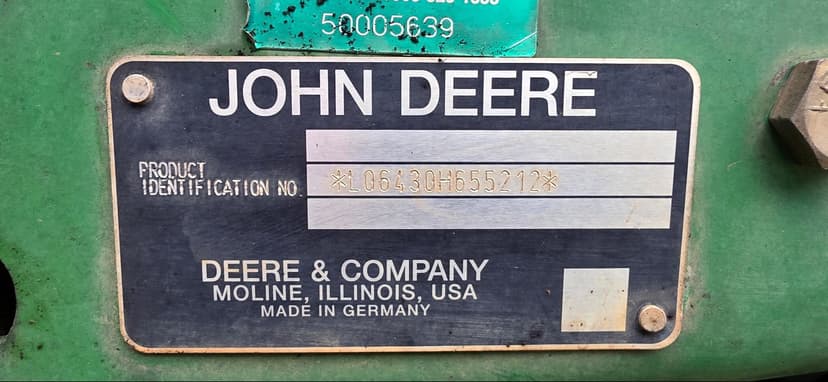 50005639
JOHN DEERE
PRODUCT
IDENTIFICATION NO.
*L06430H655212*
DEERE & COMPANY
MOLINE, ILLINOIS, USA
MADE IN GERMANY